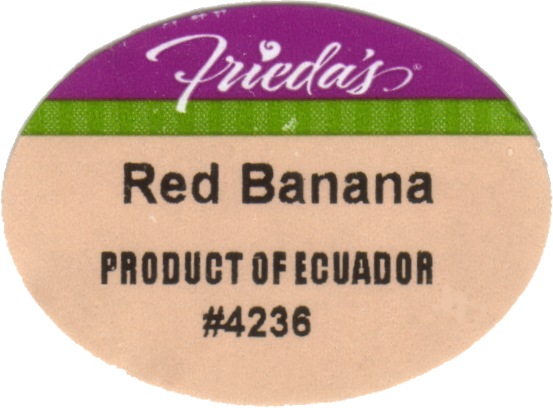 Frieda's®
Red Banana
PRODUCT OF ECUADOR
#4236